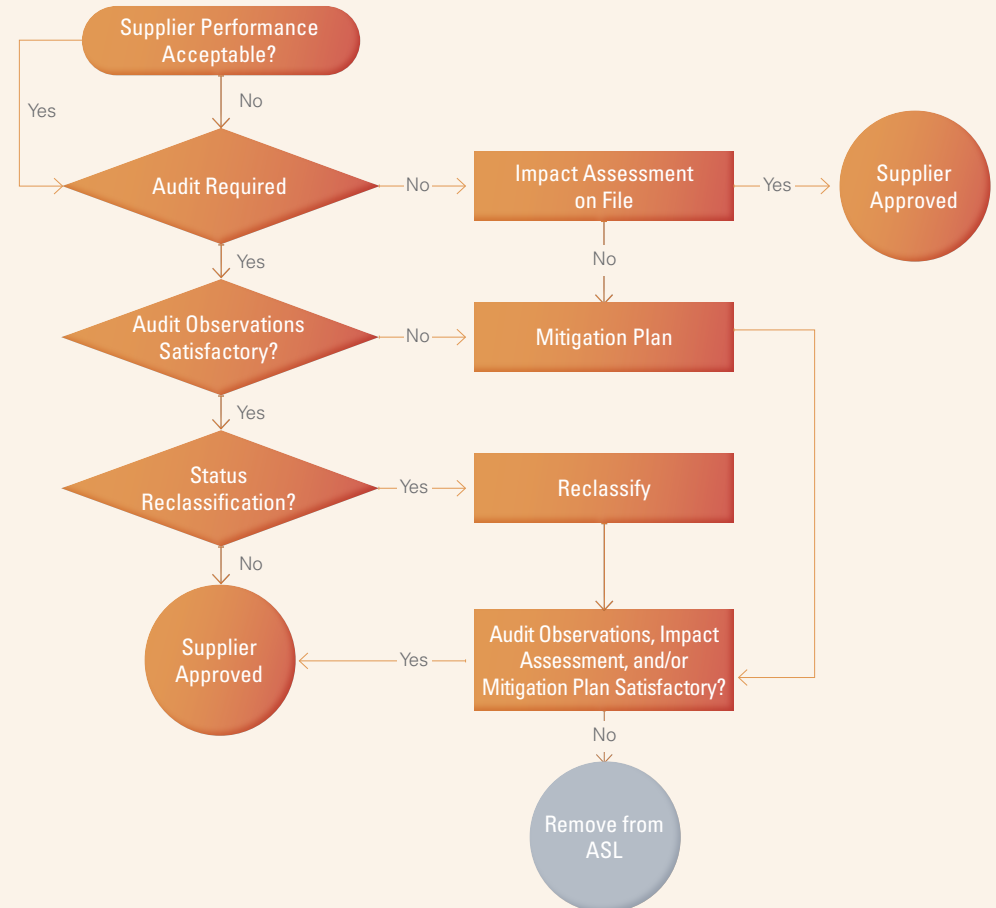 Supplier Performance
Acceptable?
Yes
No
Audit Required
No
Impact Assessment
on File
Yes
Supplier
Approved
Yes
No
Audit Observations
Satisfactory?
No
Mitigation Plan
Yes
Status
Reclassification?
Yes
Reclassify
No
Supplier
Approved
Yes
Audit Observations, Impact
Assessment, and/or
Mitigation Plan Satisfactory?
No
Remove from
ASL